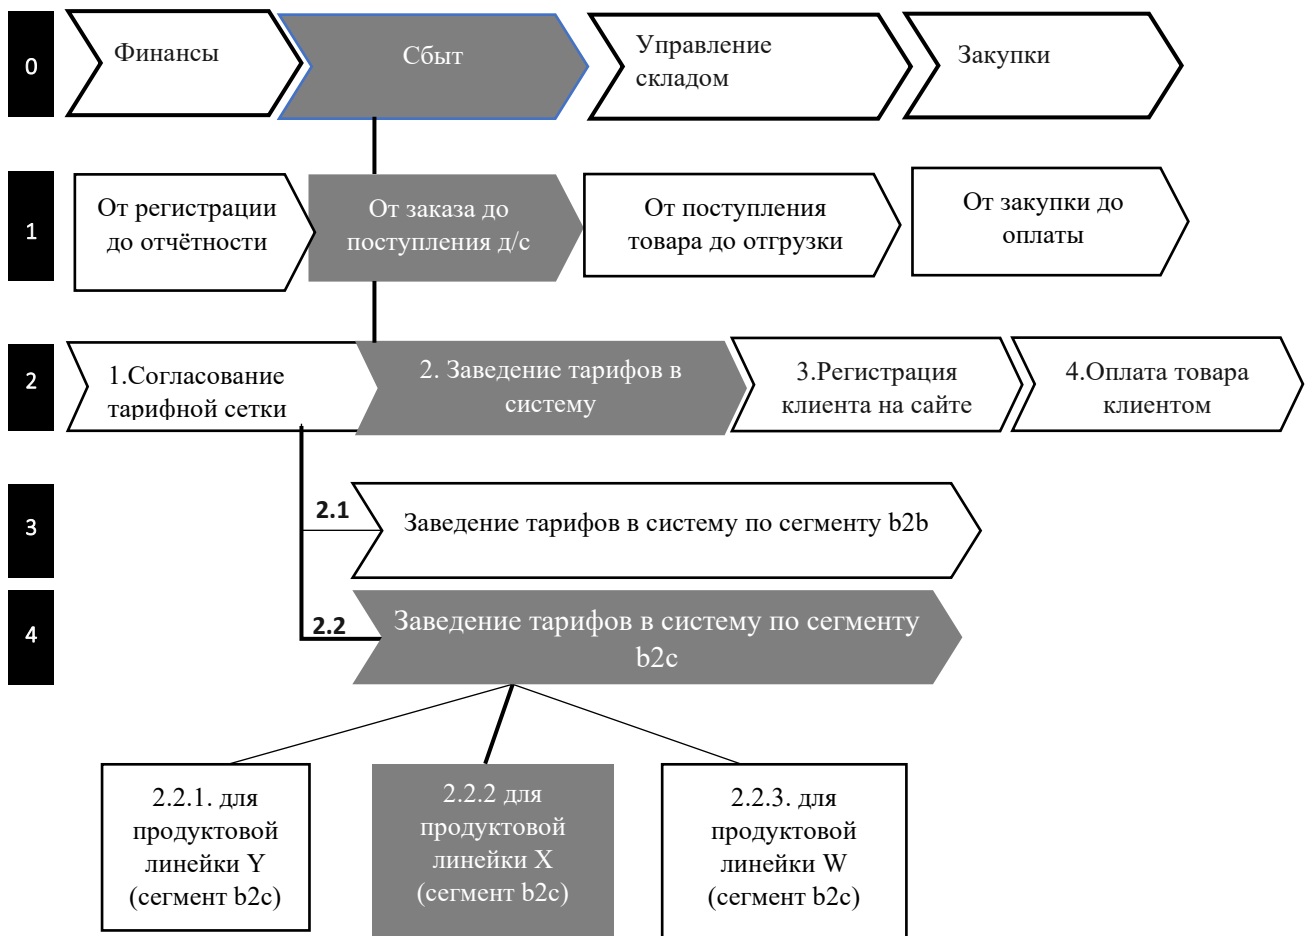 0
Финансы
Сбыт
Управление
складом
Закупки
1
От регистрации
до отчётности
От заказа до
поступления д/с
От поступления
товара до отгрузки
От закупки до
оплаты
2
1.Согласование
тарифной сетки
2. Заведение тарифов в
систему
3.Регистрация
клиента на сайте
4.Оплата товара
клиентом
3
2.1
Заведение тарифов в систему по сегменту b2b
4
2.2
Заведение тарифов в систему по сегменту
b2c
2.2.1. для
продуктовой
линейки Y
(сегмент b2c)
2.2.2 для
продуктовой
линейки X
(сегмент b2c)
2.2.3. для
продуктовой
линейки W
(сегмент b2c)